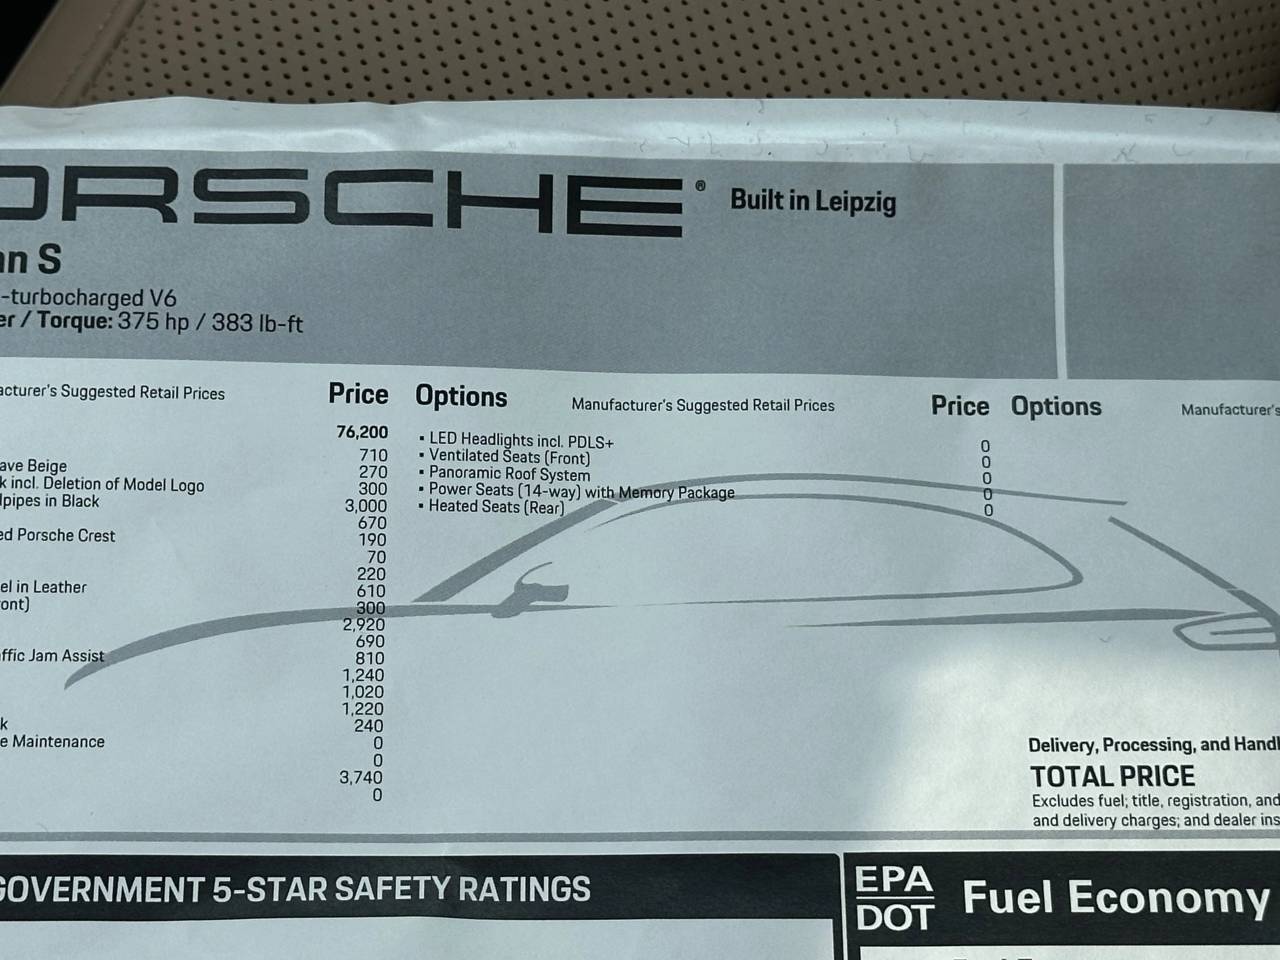 ORSCHE® Built in Leipzig
an S
-turbocharged V6
er / Torque: 375 hp / 383 lb-ft
acturer's Suggested Retail Prices Price Options Manufacturer's Suggested Retail Prices Price Options Manufacturer's
76,200 ▪ LED Headlights incl. PDLS+ 0
ave Beige 710 ▪ Ventilated Seats (Front) 0
k incl. Deletion of Model Logo 270 ▪ Panoramic Roof System 0
lpipes in Black 300 ▪ Power Seats (14-way) with Memory Package 0
3,000 ▪ Heated Seats (Rear) 0
ed Porsche Crest 670
190
70
el in Leather 220
ont) 610
300
2,920
ffic Jam Assist 690
810
1,240
1,020
k 1,220
e Maintenance 240
0
0
3,740
0
Delivery, Processing, and Handl
TOTAL PRICE
Excludes fuel; title, registration, and
and delivery charges; and dealer ins
GOVERNMENT 5-STAR SAFETY RATINGS
EPA
DOT Fuel Economy